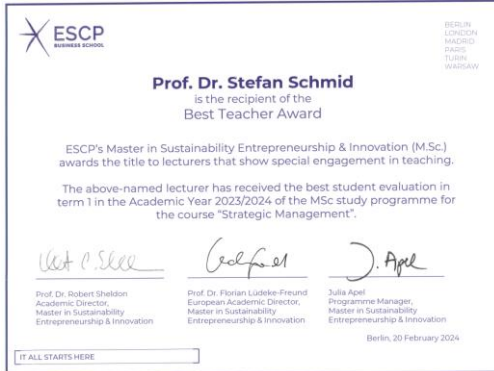 ESCP
BUSINESS SCHOOL
BERLIN
LONDON
MADRID
PARIS
TURIN
WARSAW
Prof. Dr. Stefan Schmid
is the recipient of the
Best Teacher Award
ESCP's Master in Sustainability Entrepreneurship & Innovation (M.Sc.)
awards the title to lecturers that show special engagement in teaching.
The above-named lecturer has received the best student evaluation in
term 1 in the Academic Year 2023/2024 of the MSc study programme for
the course "Strategic Management".
J. Apel
Prof. Dr. Robert Sheldon
Academic Director,
Master in Sustainability
Entrepreneurship & Innovation
Prof. Dr. Florian Lüdeke-Freund
European Academic Director,
Master in Sustainability
Entrepreneurship & Innovation
Julia Apel
Programme Manager,
Master in Sustainability
Entrepreneurship & Innovation
Berlin, 20 February 2024
IT ALL STARTS HERE